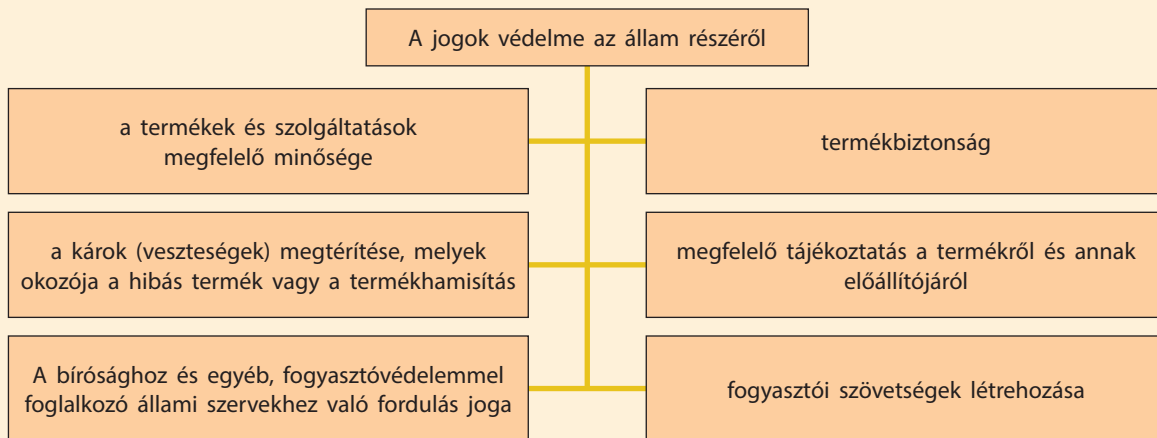 A jogok védelme az állam részéről
a termékek és szolgáltatások
megfelelő minősége
termékbiztonság
a károk (veszteségek) megtérítése, melyek
okozója a hibás termék vagy a termékhamisítás
megfelelő tájékoztatás a termékről és annak
előállítójáról
A bírósághoz és egyéb, fogyasztóvédelemmel
foglalkozó állami szervekhez való fordulás joga
fogyasztói szövetségek létrehozása